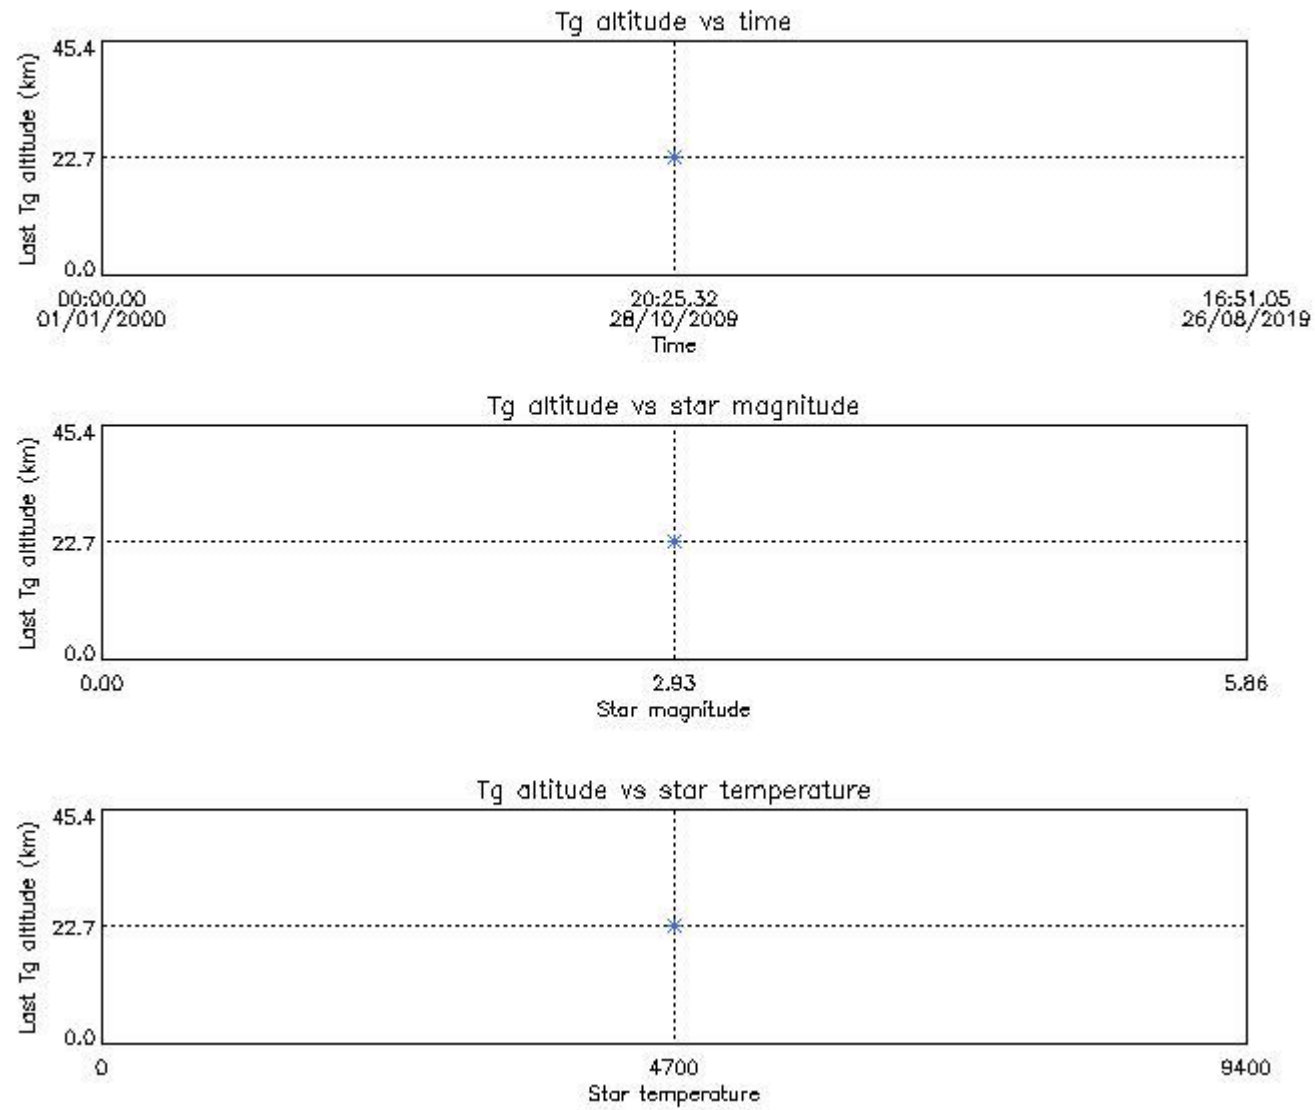 Tg altitude vs time
45.4
22.7
0.0
Last Tg altitude (km)
00:00.00 20:25.32 16:51.05
01/01/2000 28/10/2009 26/08/2019
Time
Tg altitude vs star magnitude
45.4
22.7
0.0
Last Tg altitude (km)
0.00 2.93 5.86
Star magnitude
Tg altitude vs star temperature
45.4
22.7
0.0
Last Tg altitude (km)
0 4700 9400
Star temperature